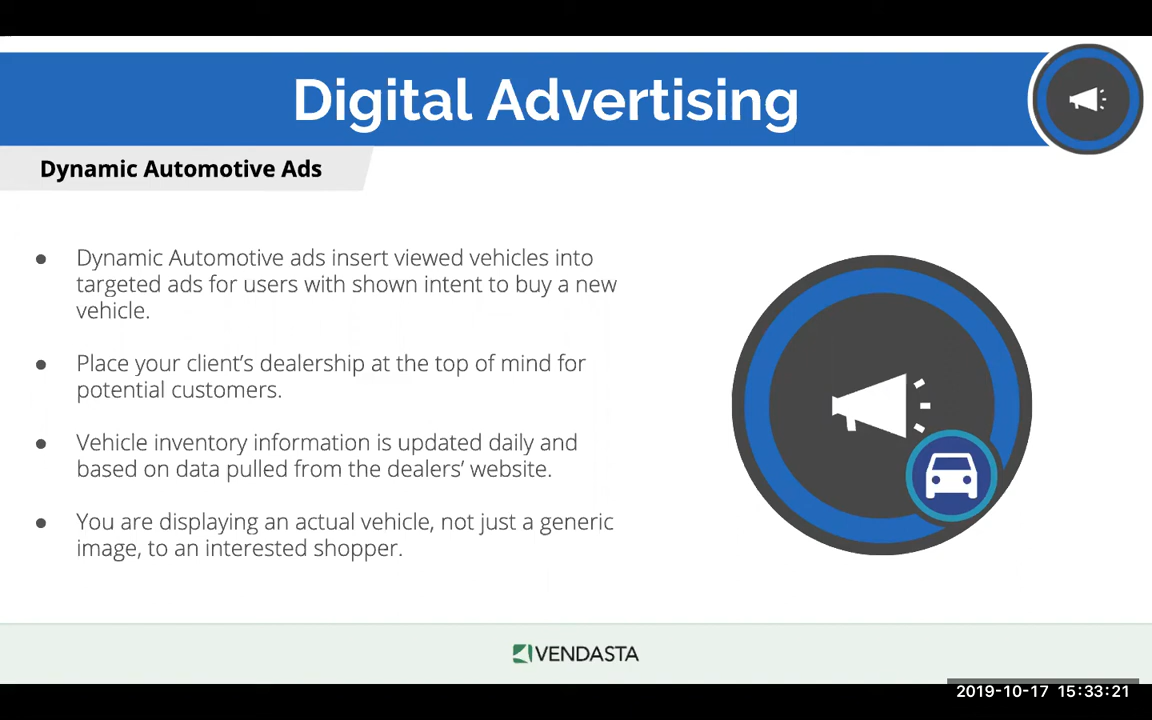 Digital Advertising
Dynamic Automotive Ads
● Dynamic Automotive ads insert viewed vehicles into
targeted ads for users with shown intent to buy a new
vehicle.
● Place your client’s dealership at the top of mind for
potential customers.
● Vehicle inventory information is updated daily and
based on data pulled from the dealers’ website.
● You are displaying an actual vehicle, not just a generic
image, to an interested shopper.
VENDASTA
2019-10-17 15:33:21